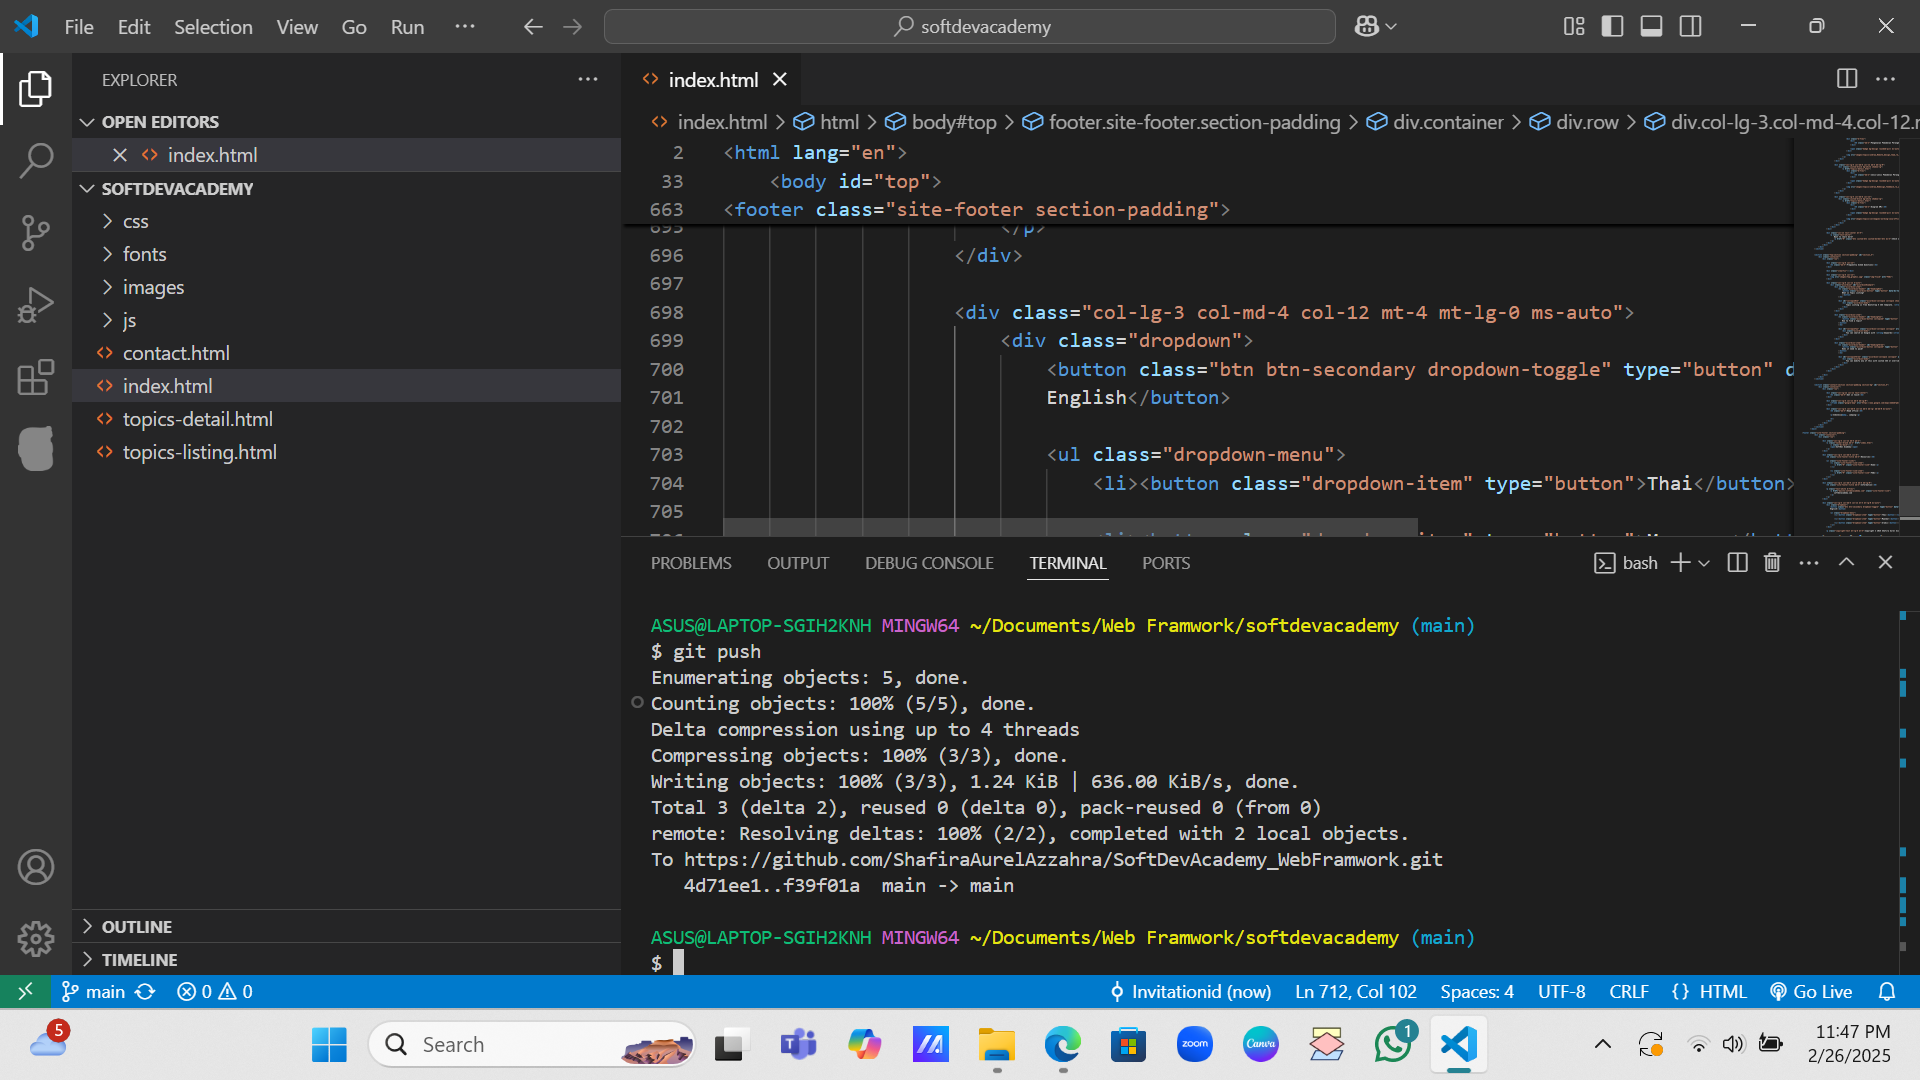 File Edit Selection View Go Run ··· softdevacademy
EXPLORER
OPEN EDITORS
index.html
SOFTDEVACADEMY
css
fonts
images
js
contact.html
index.html
topics-detail.html
topics-listing.html
OUTLINE
TIMELINE
index.html
index.html > html > body#top > footer.site-footer.section-padding > div.container > div.row > div.col-lg-3.col-md-4.col-12.
2 <html lang="en">
33 <body id="top">
663 <footer class="site-footer section-padding">
695 </p>
696 </div>
697
698 <div class="col-lg-3 col-md-4 col-12 mt-4 mt-lg-0 ms-auto">
699 <div class="dropdown">
700 <button class="btn btn-secondary dropdown-toggle" type="button" d
701 English</button>
702
703 <ul class="dropdown-menu">
704 <li><button class="dropdown-item" type="button">Thai</button>
705
PROBLEMS OUTPUT DEBUG CONSOLE TERMINAL PORTS bash
ASUS@LAPTOP-SGIH2KNH MINGW64 ~/Documents/Web Framwork/softdevacademy (main)
$ git push
Enumerating objects: 5, done.
Counting objects: 100% (5/5), done.
Delta compression using up to 4 threads
Compressing objects: 100% (3/3), done.
Writing objects: 100% (3/3), 1.24 KiB | 636.00 KiB/s, done.
Total 3 (delta 2), reused 0 (delta 0), pack-reused 0 (from 0)
remote: Resolving deltas: 100% (2/2), completed with 2 local objects.
To https://github.com/ShafiraAurelAzzahra/SoftDevAcademy_WebFramwork.git
4d71ee1..f39f01a main -> main
ASUS@LAPTOP-SGIH2KNH MINGW64 ~/Documents/Web Framwork/softdevacademy (main)
$
main 0 0 Invitationid (now) Ln 712, Col 102 Spaces: 4 UTF-8 CRLF {} HTML Go Live
5 Search zoom Canva 1 11:47 PM
2/26/2025